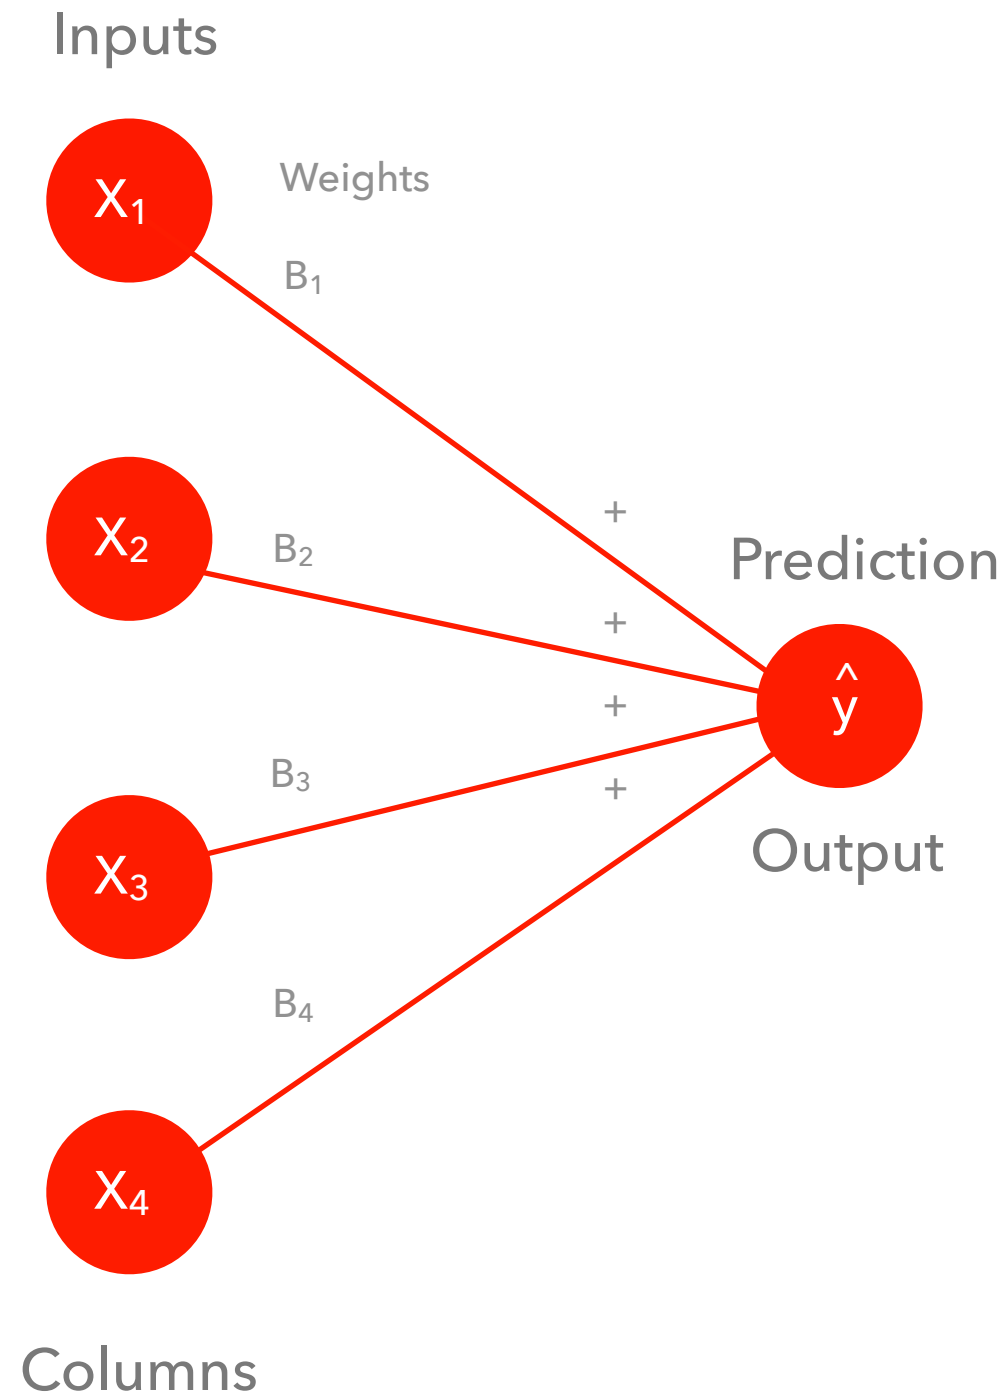 Inputs
X₁
Weights
B₁
X₂
B₂
+
+
+
+
Prediction
ŷ
Output
B₃
X₃
B₄
X₄
Columns